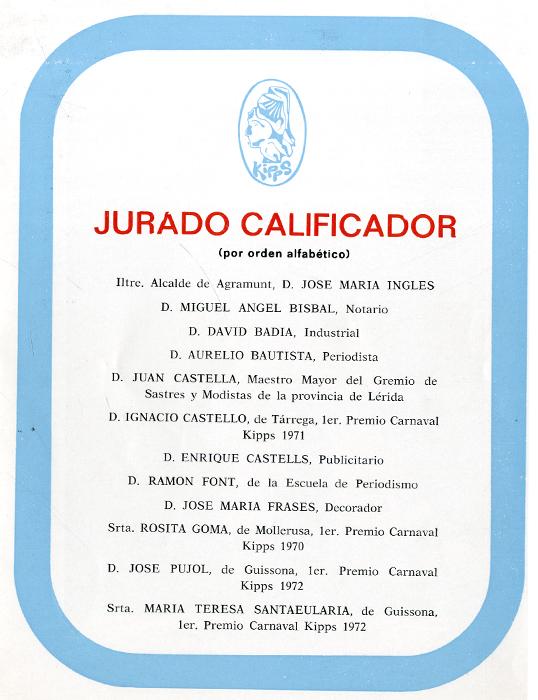 Kipps
JURADO CALIFICADOR
(por orden alfabético)
Iltre. Alcalde de Agramunt, D. JOSE MARIA INGLES
D. MIGUEL ANGEL BISBAL, Notario
D. DAVID BADIA, Industrial
D. AURELIO BAUTISTA, Periodista
D. JUAN CASTELLA, Maestro Mayor del Gremio de
Sastres y Modistas de la provincia de Lérida
D. IGNACIO CASTELLO, de Tárrega, 1er. Premio Carnaval
Kipps 1971
D. ENRIQUE CASTELLS, Publicitario
D. RAMON FONT, de la Escuela de Periodismo
D. JOSE MARIA FRASES, Decorador
Srta. ROSITA GOMA, de Mollerusa, 1er. Premio Carnaval
Kipps 1970
D. JOSE PUJOL, de Guissona, 1er. Premio Carnaval
Kipps 1972
Srta. MARIA TERESA SANTAEULARIA, de Guissona,
1er. Premio Carnaval Kipps 1972